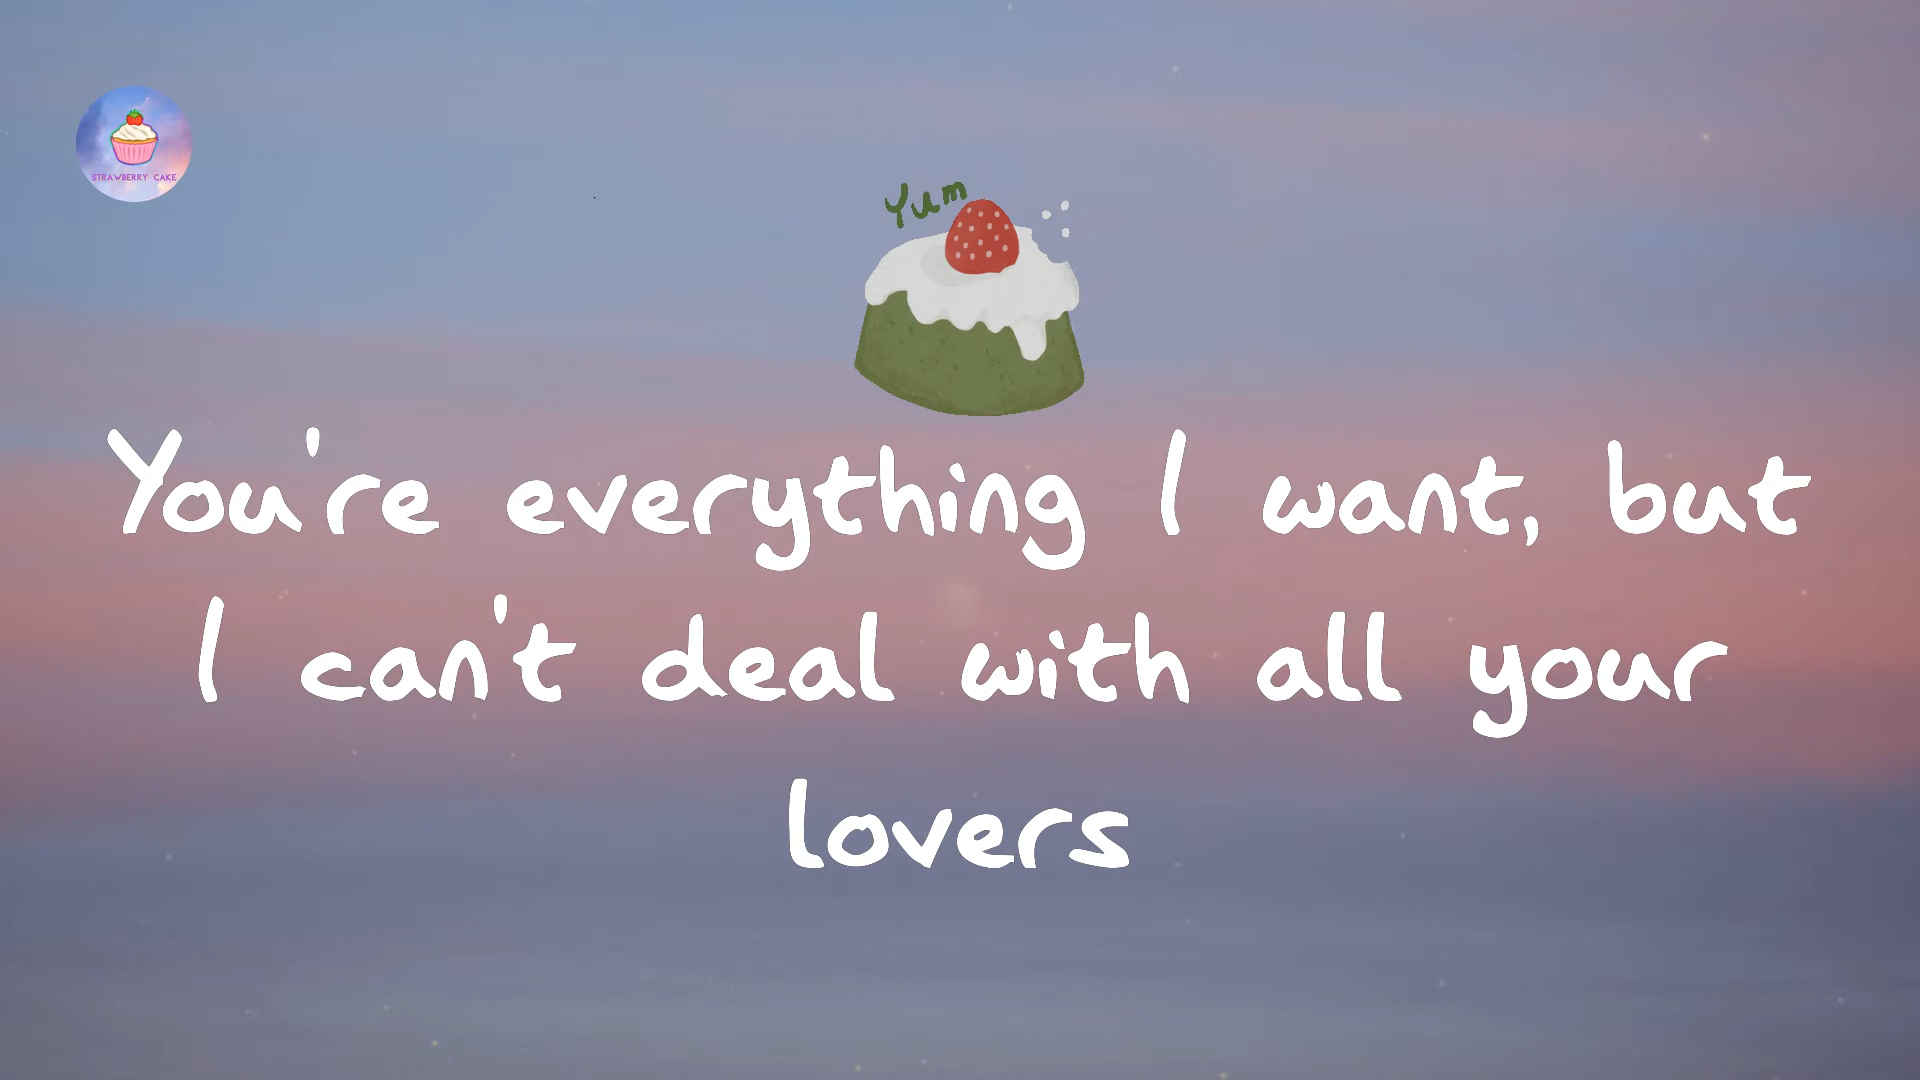 STRAWBERRY CAKE
Yum
You're everything I want, but
I can't deal with all your
lovers